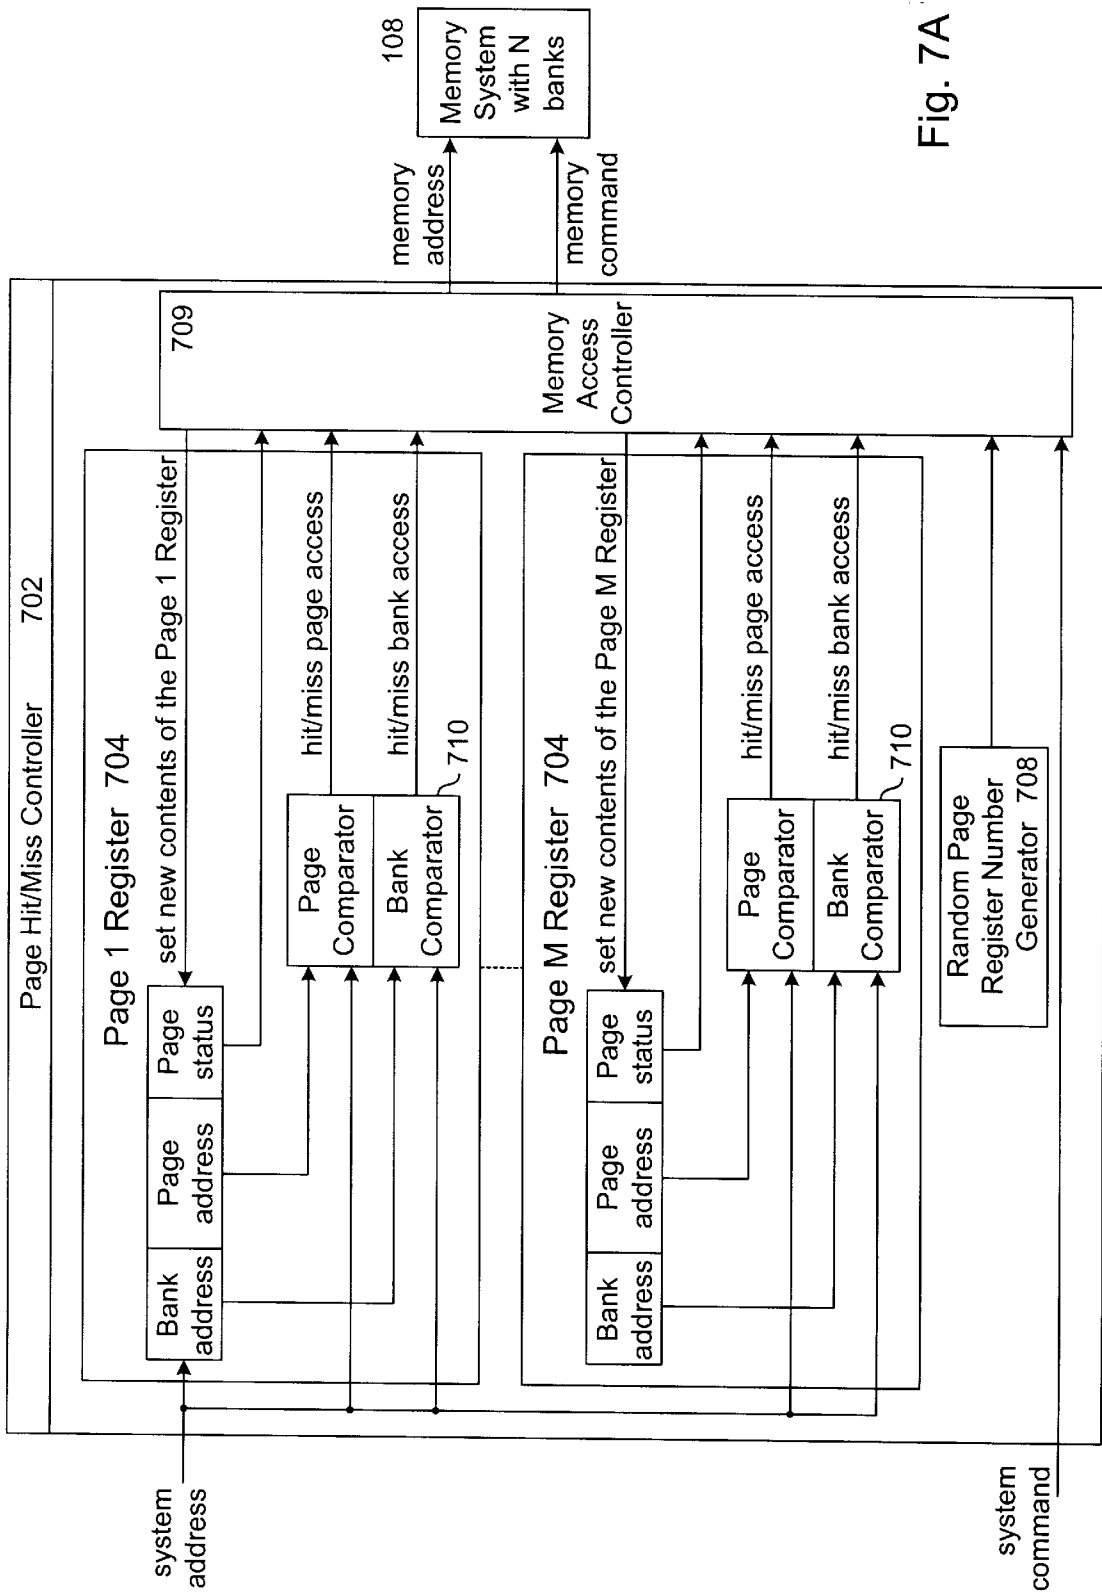 Page Hit/Miss Controller 702
system
address
Page 1 Register 704
Bank
address
Page
address
Page
status
set new contents of the Page 1 Register
Page
Comparator
Bank
Comparator
710
hit/miss page access
hit/miss bank access
Page M Register 704
Bank
address
Page
address
Page
status
set new contents of the Page M Register
Page
Comparator
Bank
Comparator
710
hit/miss page access
hit/miss bank access
Random Page
Register Number
Generator 708
system
command
709
Memory
Access
Controller
memory
address
memory
command
108
Memory
System
with N
banks
Fig. 7A